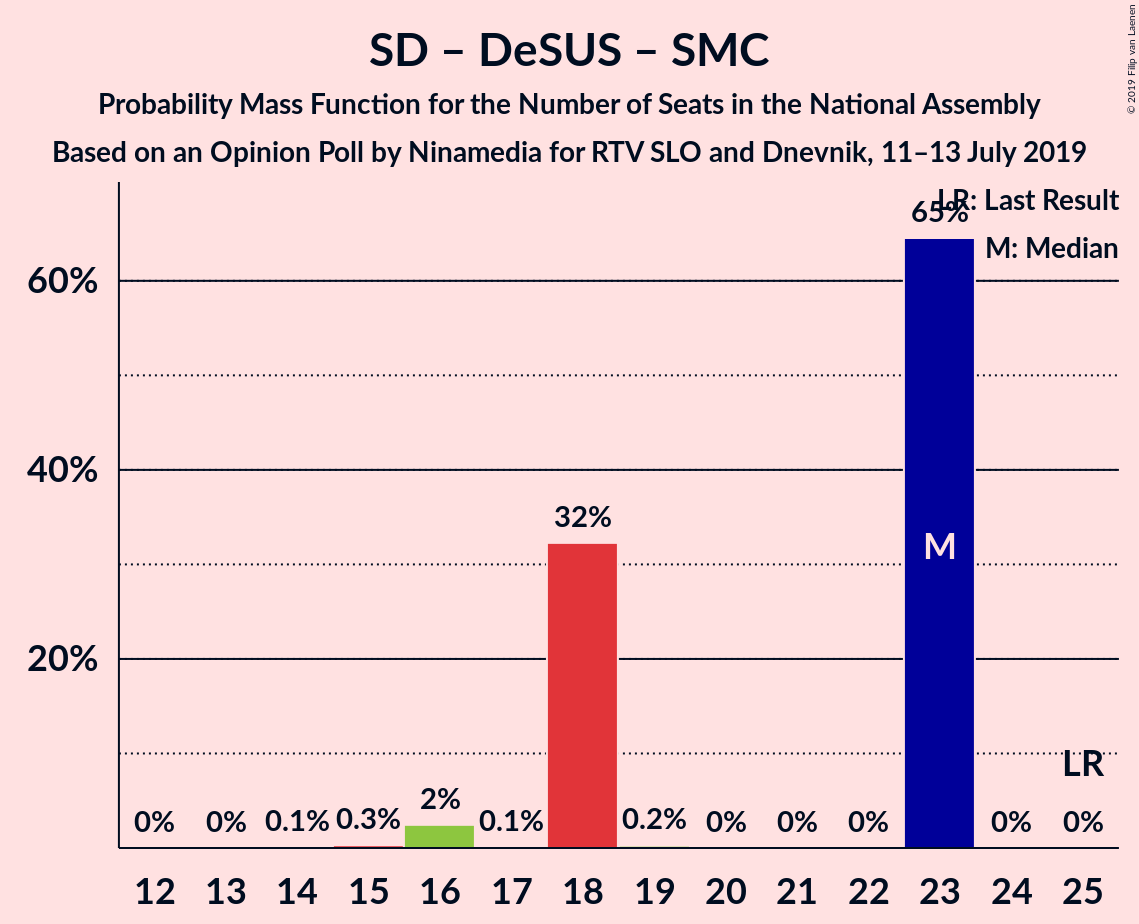 SD – DeSUS – SMC
Probability Mass Function for the Number of Seats in the National Assembly
Based on an Opinion Poll by Ninamedia for RTV SLO and Dnevnik, 11–13 July 2019
© 2019 Filip van Laenen
LR: Last Result
M: Median
65%
60%
40%
20%
32%
M
LR
0% 0% 0.1% 0.3% 2% 0.1% 0.2% 0% 0% 0% 0% 0%
12 13 14 15 16 17 18 19 20 21 22 23 24 25